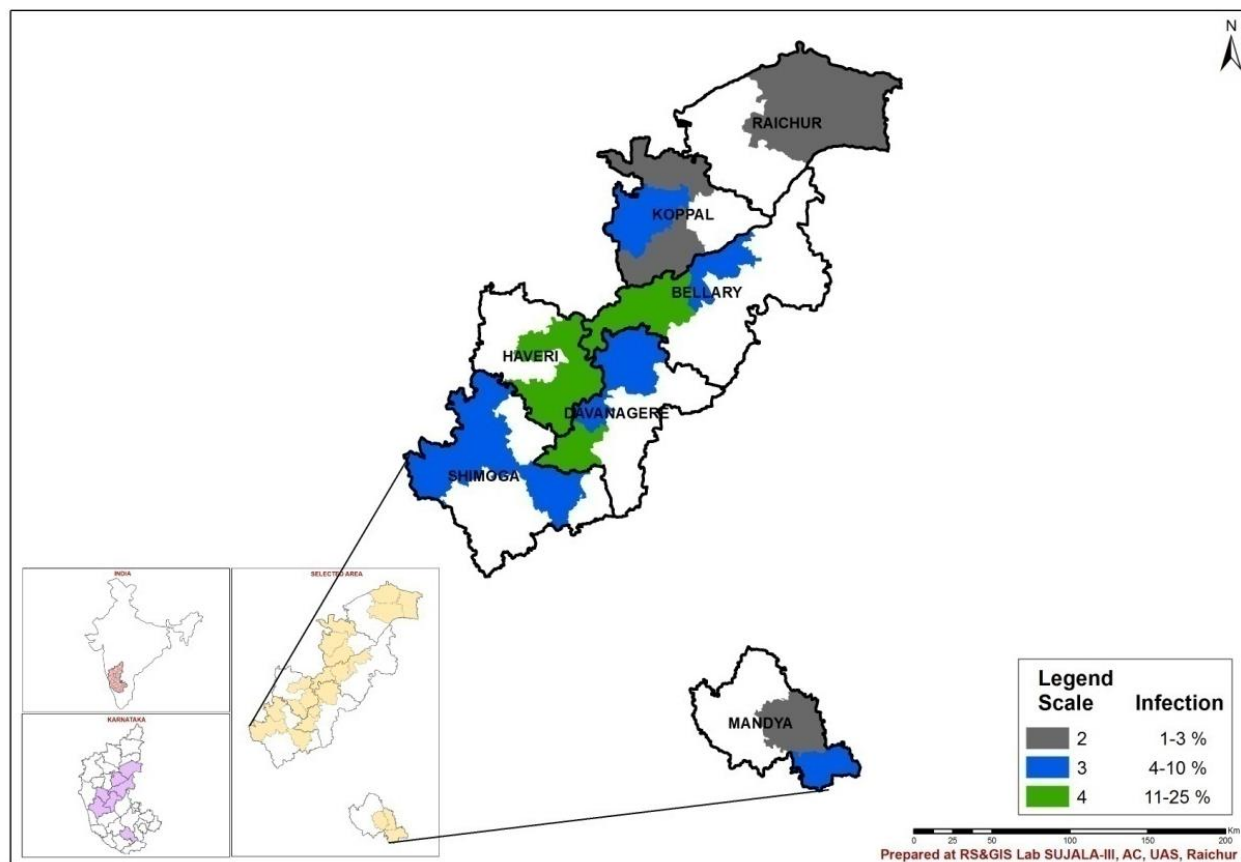 N
RAICHUR
KOPPAL
BELLARY
HAVERI
DAVANAGERE
SHIMOGA
INDIA
SELECTED AREA
KARNATAKA
MANDYA
Legend
Scale Infection
2 1-3 %
3 4-10 %
4 11-25 %
Km
0 25 50 100 150 200
Prepared at RS&GIS Lab SUJALA-III, AC, UAS, Raichur